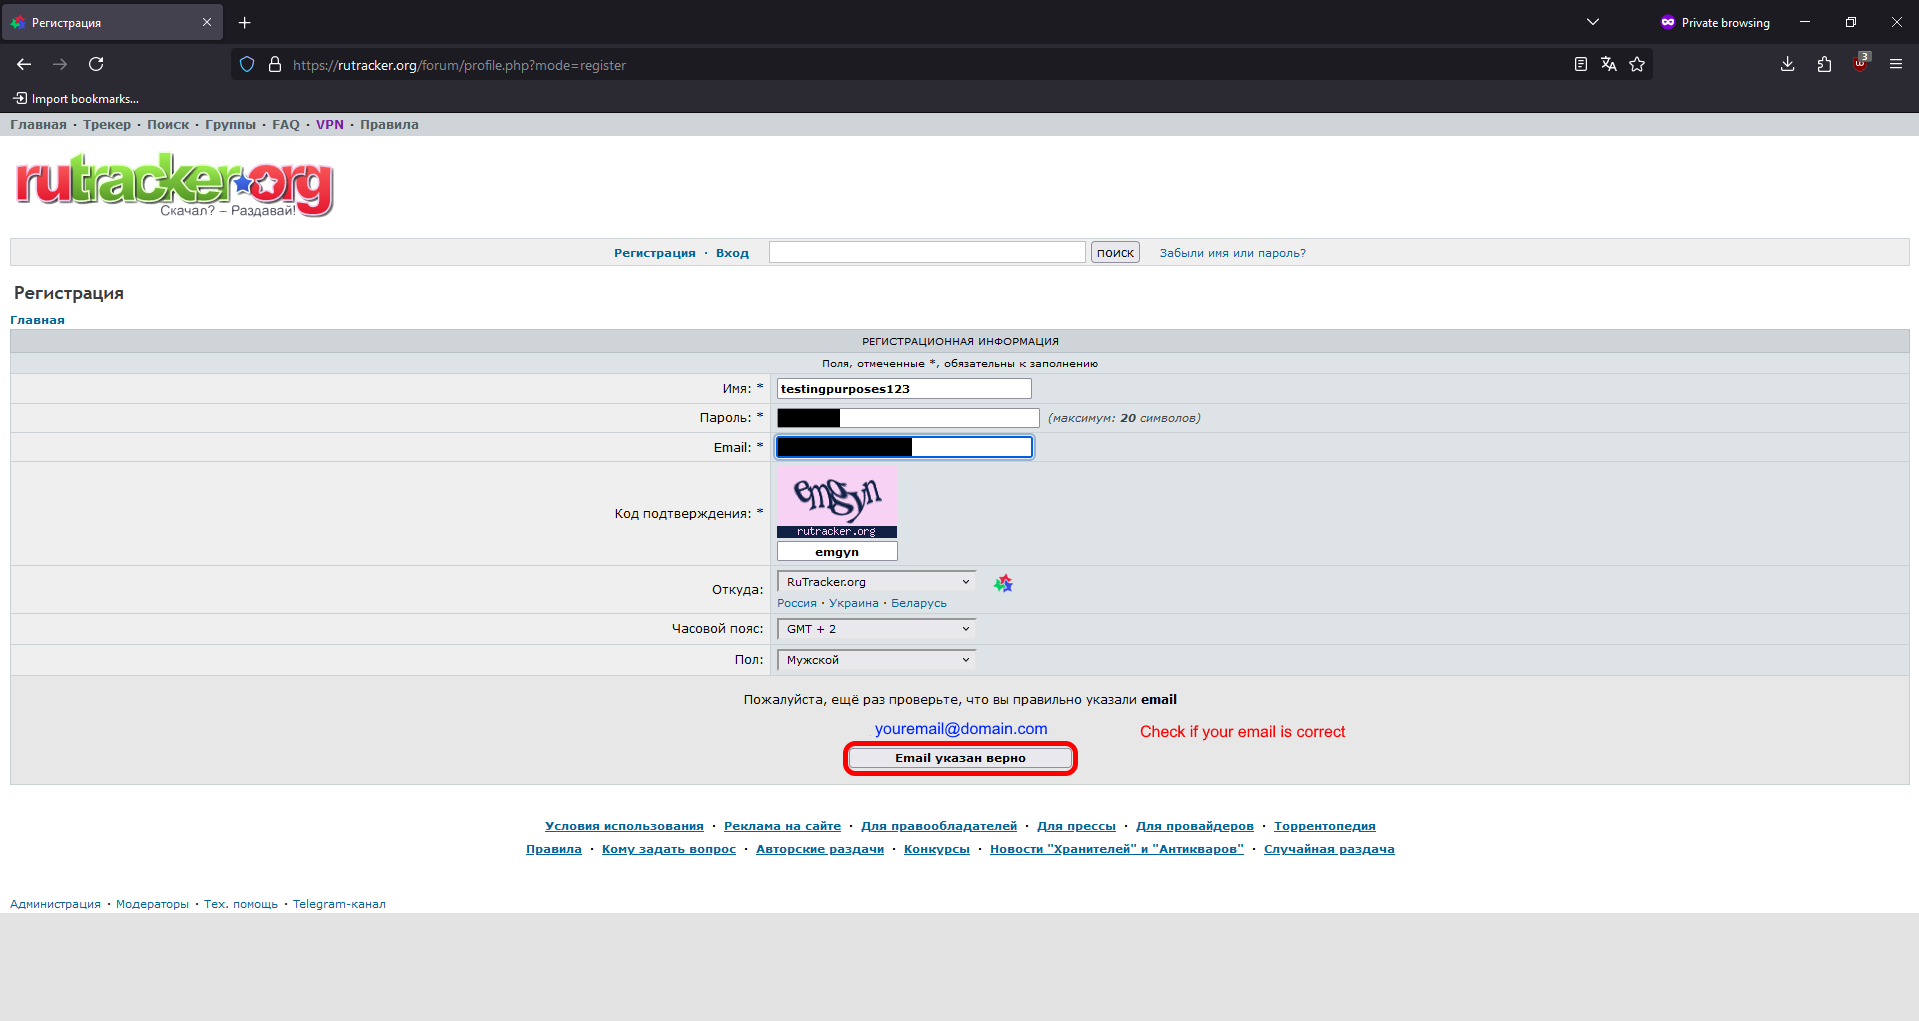 Регистрация
Private browsing
https://rutracker.org/forum/profile.php?mode=register
3
Import bookmarks...
Главная · Трекер · Поиск · Группы · FAQ · VPN · Правила
rutracker.org
Скачал? – Раздавай!
Регистрация · Вход поиск Забыли имя или пароль?
Регистрация
Главная
РЕГИСТРАЦИОННАЯ ИНФОРМАЦИЯ
Поля, отмеченные *, обязательны к заполнению
Имя: * testingpurposes123
Пароль: * (максимум: 20 символов)
Email: *
emgyn
rutracker.org
Код подтверждения: *
emgyn
Откуда: RuTracker.org
Россия · Украина · Беларусь
Часовой пояс: GMT + 2
Пол: Мужской
Пожалуйста, ещё раз проверьте, что вы правильно указали email
youremail@domain.com Check if your email is correct
Email указан верно
Условия использования · Реклама на сайте · Для правообладателей · Для прессы · Для провайдеров · Торрентопедия
Правила · Кому задать вопрос · Авторские раздачи · Конкурсы · Новости "Хранителей" и "Антикваров" · Случайная раздача
Администрация · Модераторы · Тех. помощь · Telegram-канал